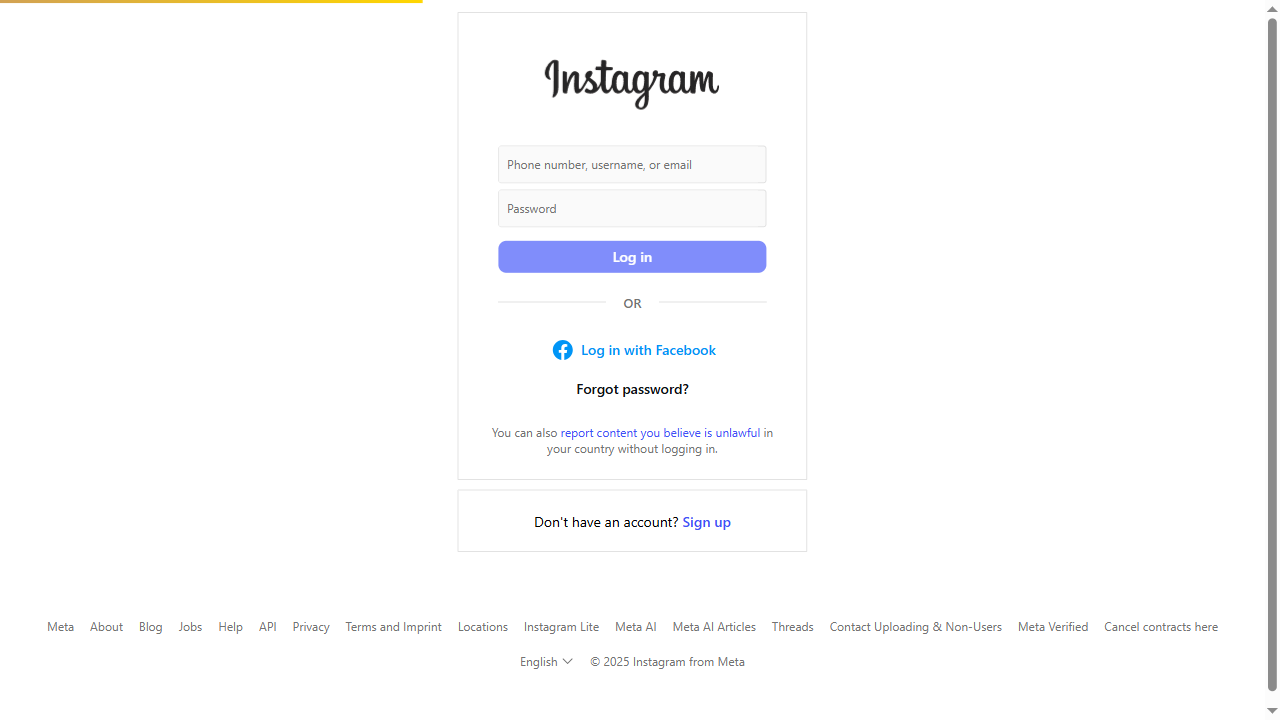 Instagram
Phone number, username, or email
Password
Log in
OR
Log in with Facebook
Forgot password?
You can also report content you believe is unlawful in
your country without logging in.
Don't have an account? Sign up
Meta About Blog Jobs Help API Privacy Terms and Imprint Locations Instagram Lite Meta AI Meta AI Articles Threads Contact Uploading & Non-Users Meta Verified Cancel contracts here
English © 2025 Instagram from Meta